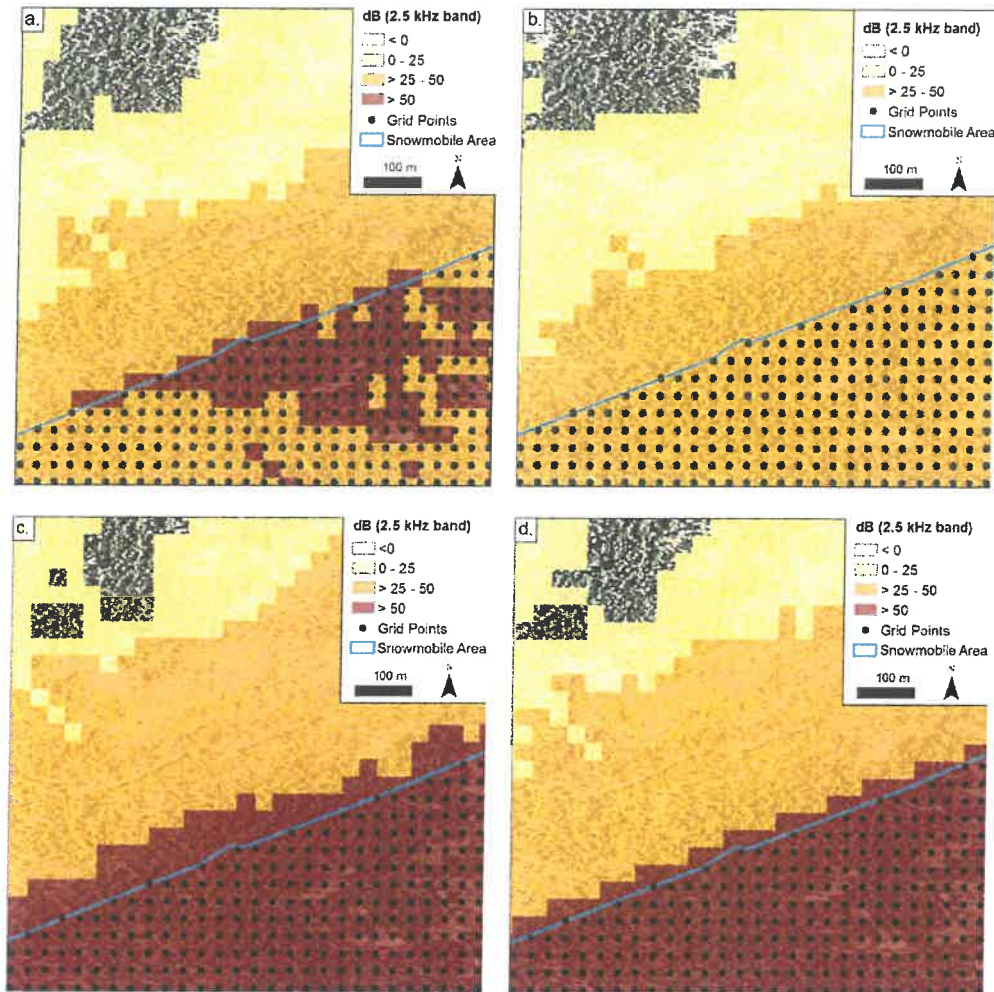 a.
dB (2.5 kHz band)
< 0
0 - 25
> 25 - 50
> 50
Grid Points
Snowmobile Area
100 m
N
b.
dB (2.5 kHz band)
< 0
0 - 25
> 25 - 50
Grid Points
Snowmobile Area
100 m
N
c.
dB (2.5 kHz band)
<0
0 - 25
> 25 - 50
> 50
Grid Points
Snowmobile Area
100 m
N
d.
dB (2.5 kHz band)
< 0
0 - 25
> 25 - 50
> 50
Grid Points
Snowmobile Area
100 m
N